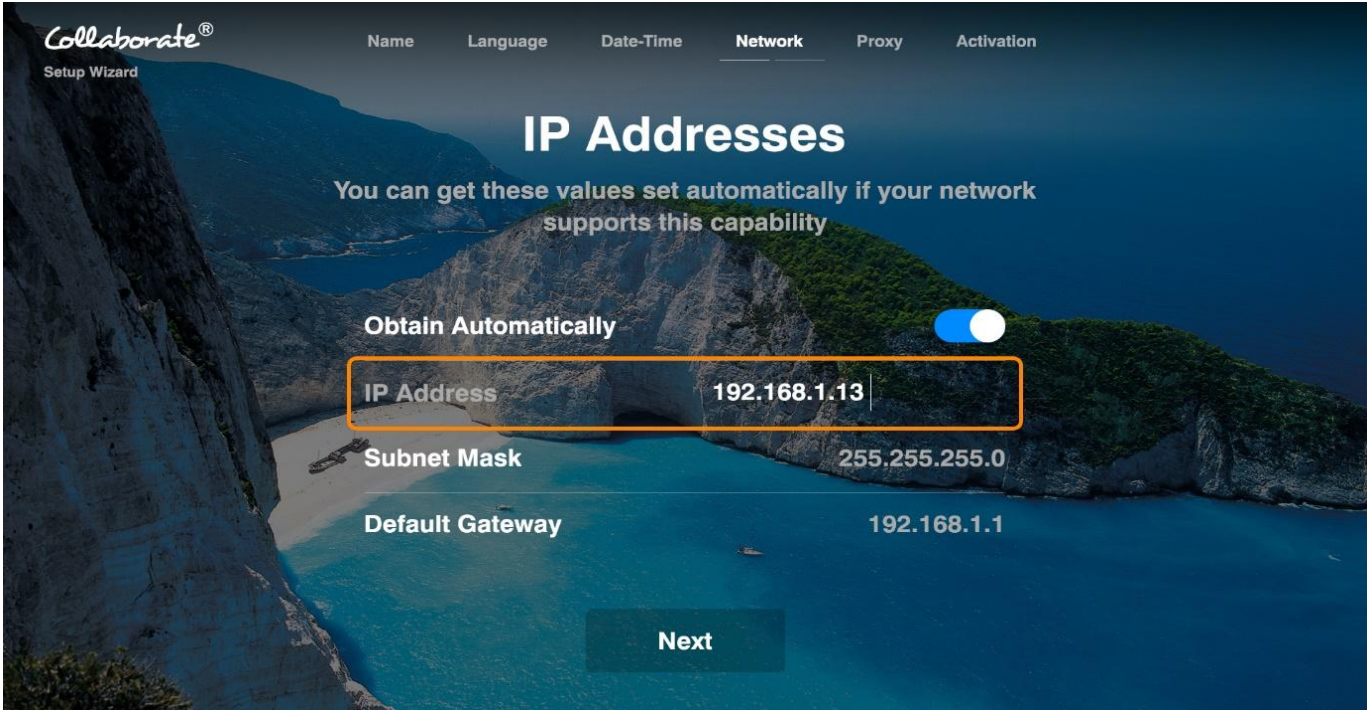 Collaborate®
Setup Wizard
Name Language Date-Time Network Proxy Activation
IP Addresses
You can get these values set automatically if your network
supports this capability
Obtain Automatically
IP Address 192.168.1.13
Subnet Mask 255.255.255.0
Default Gateway 192.168.1.1
Next